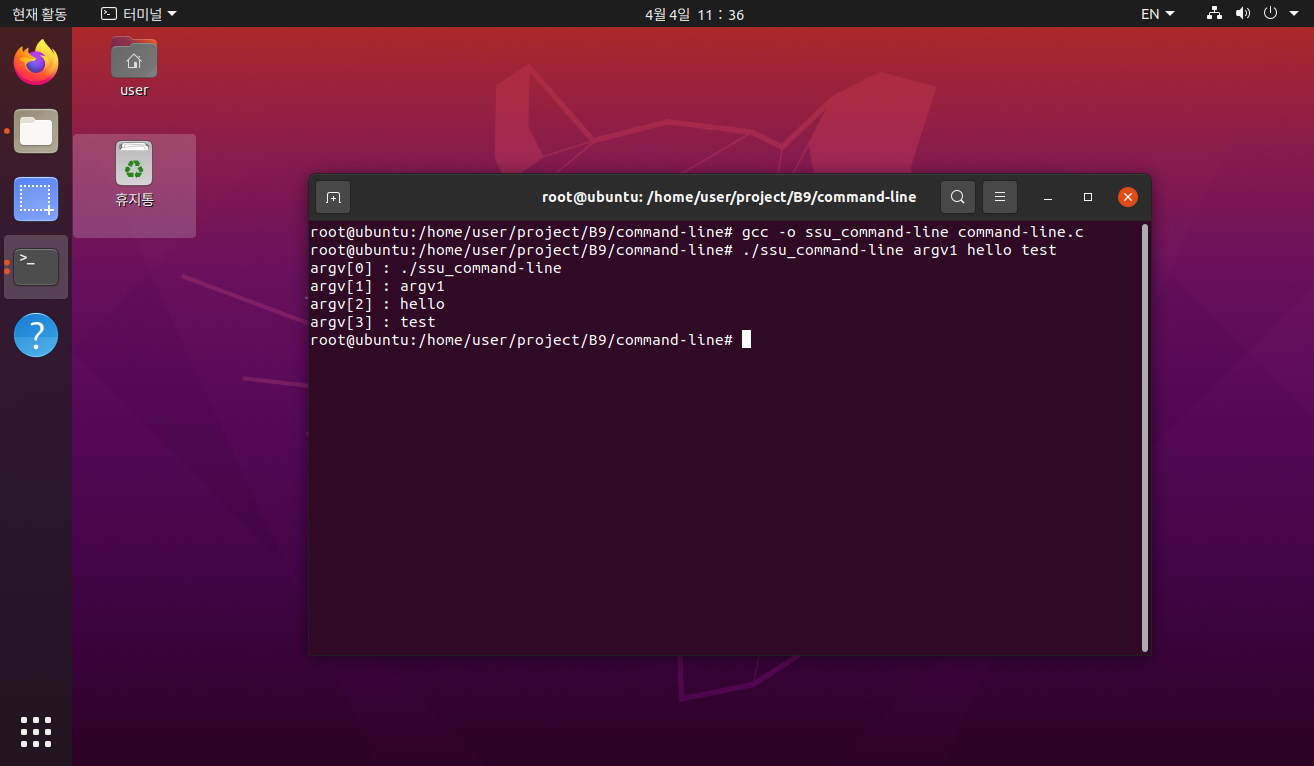 현재 활동 터미널 4월 4일 11 : 36 EN
user
휴지통
root@ubuntu: /home/user/project/B9/command-line
root@ubuntu:/home/user/project/B9/command-line# gcc -o ssu_command-line command-line.c
root@ubuntu:/home/user/project/B9/command-line# ./ssu_command-line argv1 hello test
argv[0] : ./ssu_command-line
argv[1] : argv1
argv[2] : hello
argv[3] : test
root@ubuntu:/home/user/project/B9/command-line#